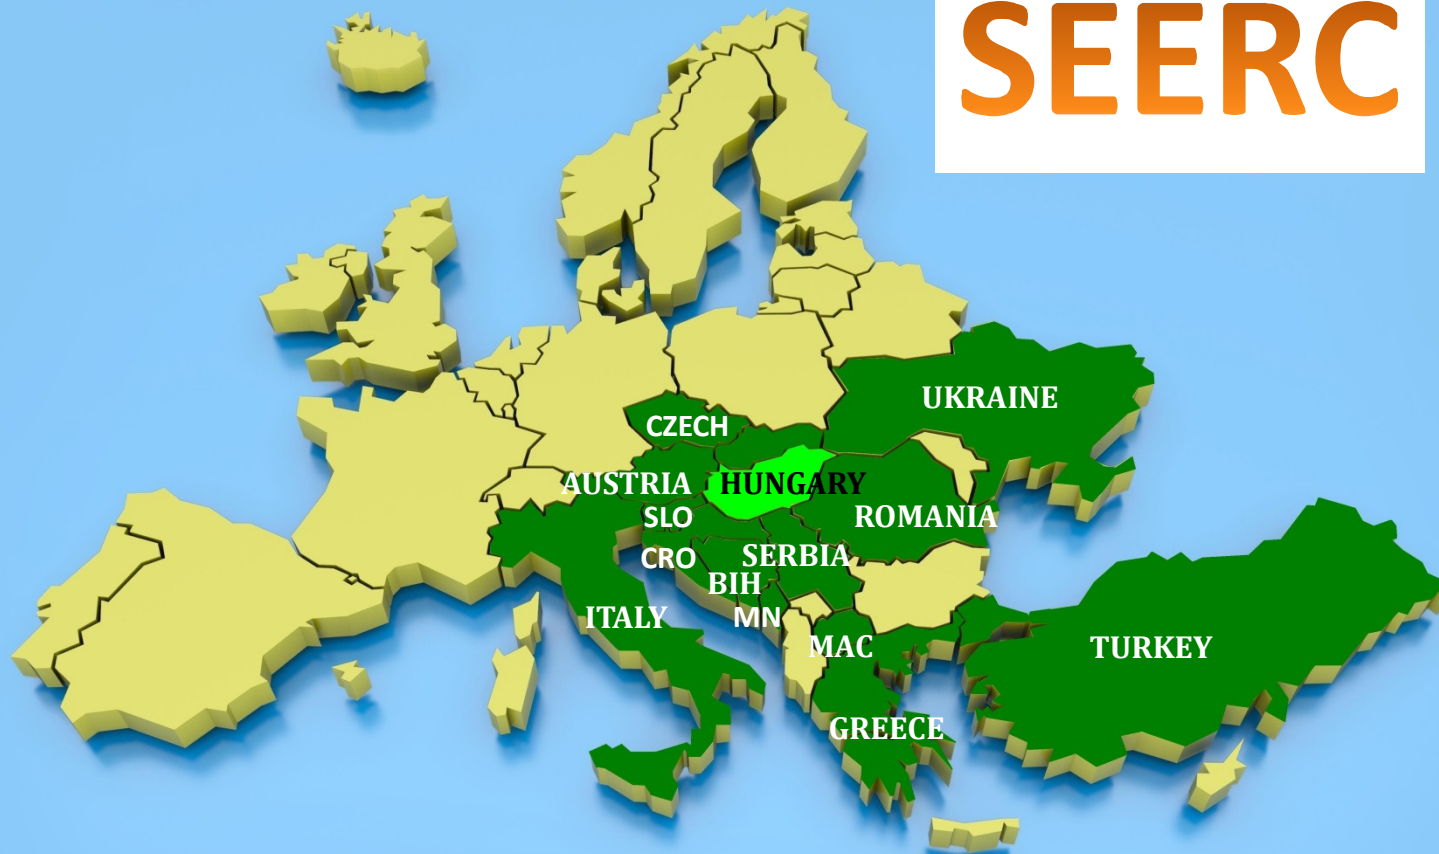 SEERC
UKRAINE
CZECH
AUSTRIA
HUNGARY
SLO
ROMANIA
CRO
SERBIA
BIH
ITALY
MN
MAC
TURKEY
GREECE